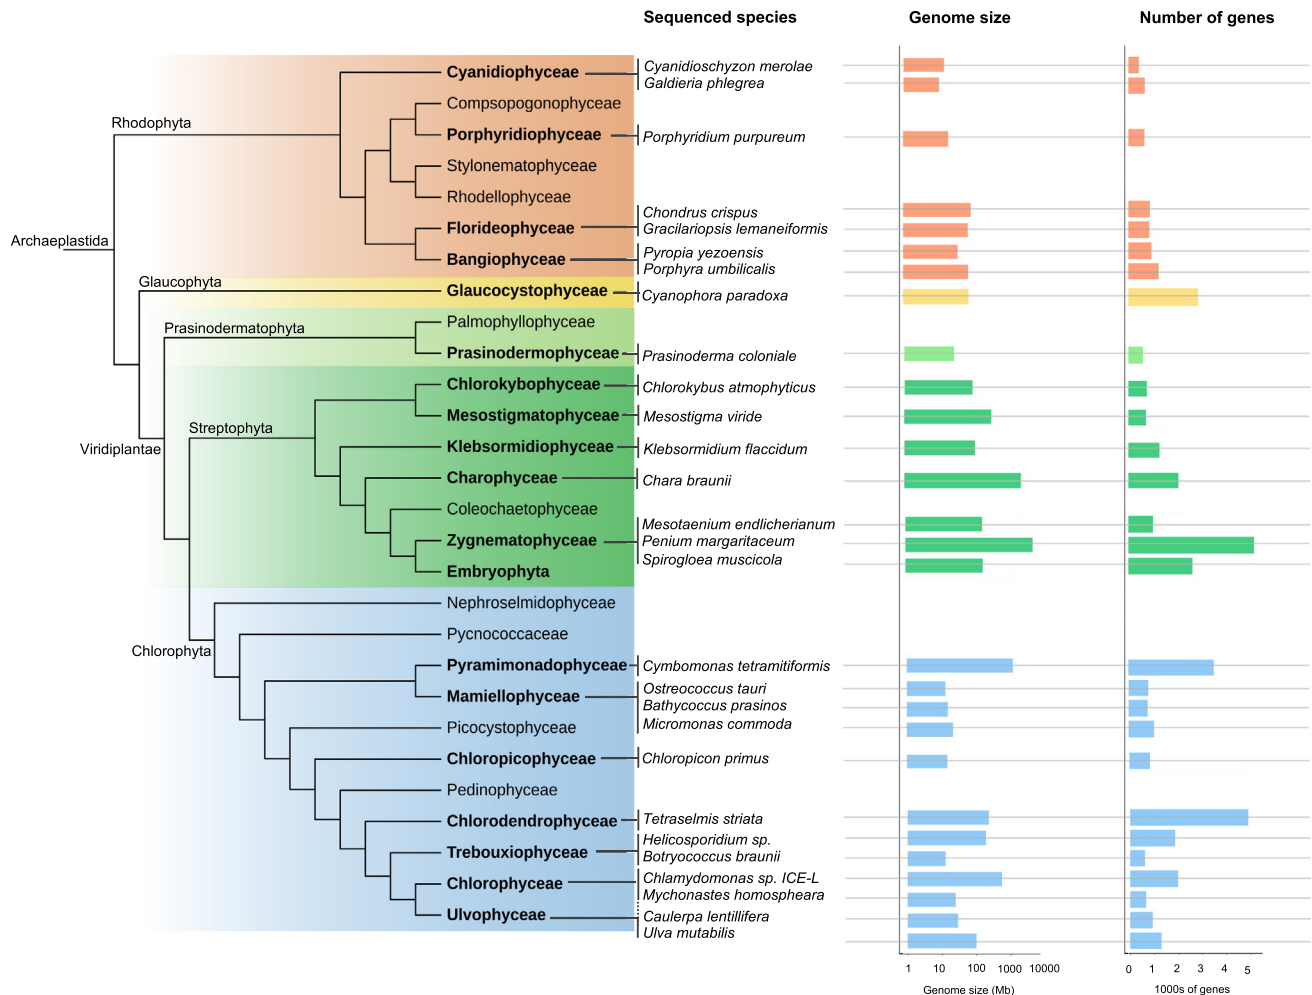 Sequenced species
Genome size
Number of genes
Archaeplastida
Rhodophyta
Glaucophyta
Prasinodermatophyta
Viridiplantae
Streptophyta
Chlorophyta
Cyanidiophyceae
Compsopogonophyceae
Porphyridiophyceae
Stylonematophyceae
Rhodellophyceae
Florideophyceae
Bangiophyceae
Glaucocystophyceae
Palmophyllophyceae
Prasinodermophyceae
Chlorokybophyceae
Mesostigmatophyceae
Klebsormidiophyceae
Charophyceae
Coleochaetophyceae
Zygnematophyceae
Embryophyta
Nephroselmidophyceae
Pycnococcaceae
Pyramimonadophyceae
Mamiellophyceae
Picocystophyceae
Chloropicophyceae
Pedinophyceae
Chlorodendrophyceae
Trebouxiophyceae
Chlorophyceae
Ulvophyceae
Cyanidioschyzon merolae
Galdieria phlegrea
Porphyridium purpureum
Chondrus crispus
Gracilariopsis lemaneiformis
Pyropia yezoensis
Porphyra umbilicalis
Cyanophora paradoxa
Prasinoderma coloniale
Chlorokybus atmophyticus
Mesostigma viride
Klebsormidium flaccidum
Chara braunii
Mesotaenium endlicherianum
Penium margaritaceum
Spirogloea muscicola
Cymbomonas tetramitiformis
Ostreococcus tauri
Bathycoccus prasinos
Micromonas commoda
Chloropicon primus
Tetraselmis striata
Helicosporidium sp.
Botryococcus braunii
Chlamydomonas sp. ICE-L
Mychonastes homospheara
Caulerpa lentillifera
Ulva mutabilis
1 10 100 1000 10000
Genome size (Mb)
0 1 2 3 4 5
1000s of genes